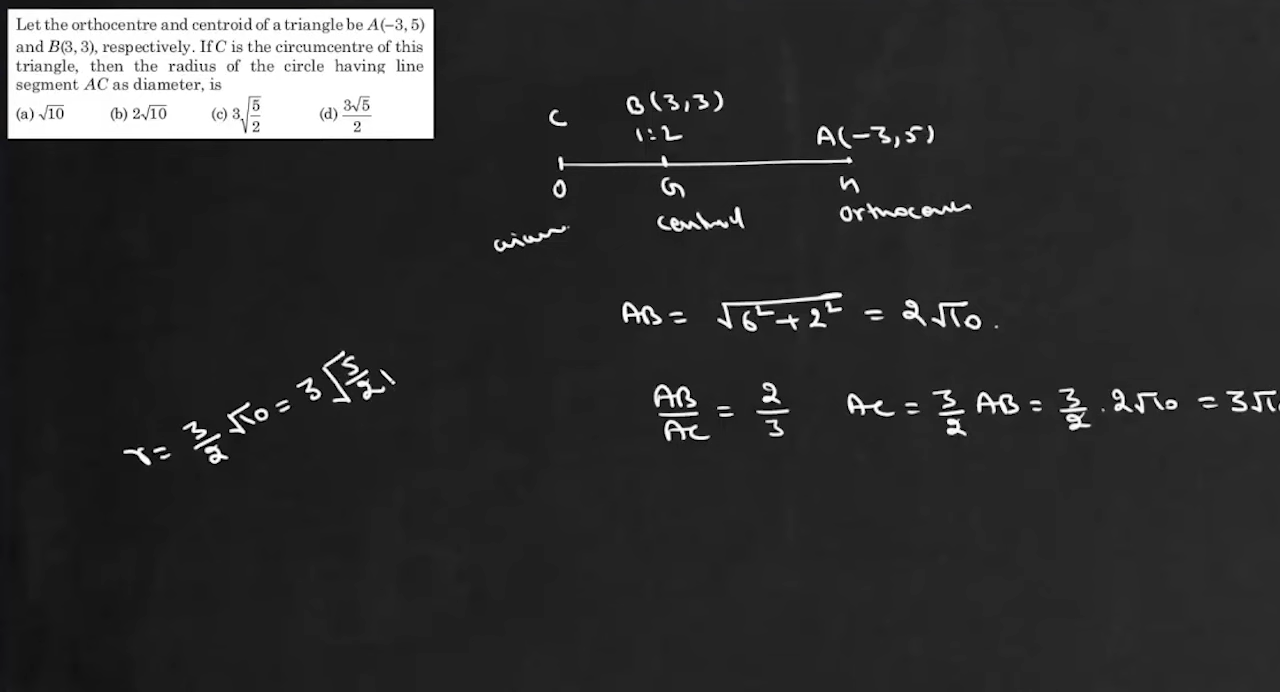 Let the orthocentre and centroid of a triangle be A(–3, 5)
and B(3, 3), respectively. If C is the circumcentre of this
triangle, then the radius of the circle having line
segment AC as diameter, is
(a) √10 (b) 2√10 (c) 3√(5/2) (d) 3√5/2
C B(3,3)
1:2 A(-3,5)
O G H
circum centroid orthocentre
AB = √(6²+2²) = 2√10.
AB/AC = 2/3 AC = 3/2 AB = 3/2 . 2√10 = 3√1
r = 3/2 √10 = 3√(5/2)